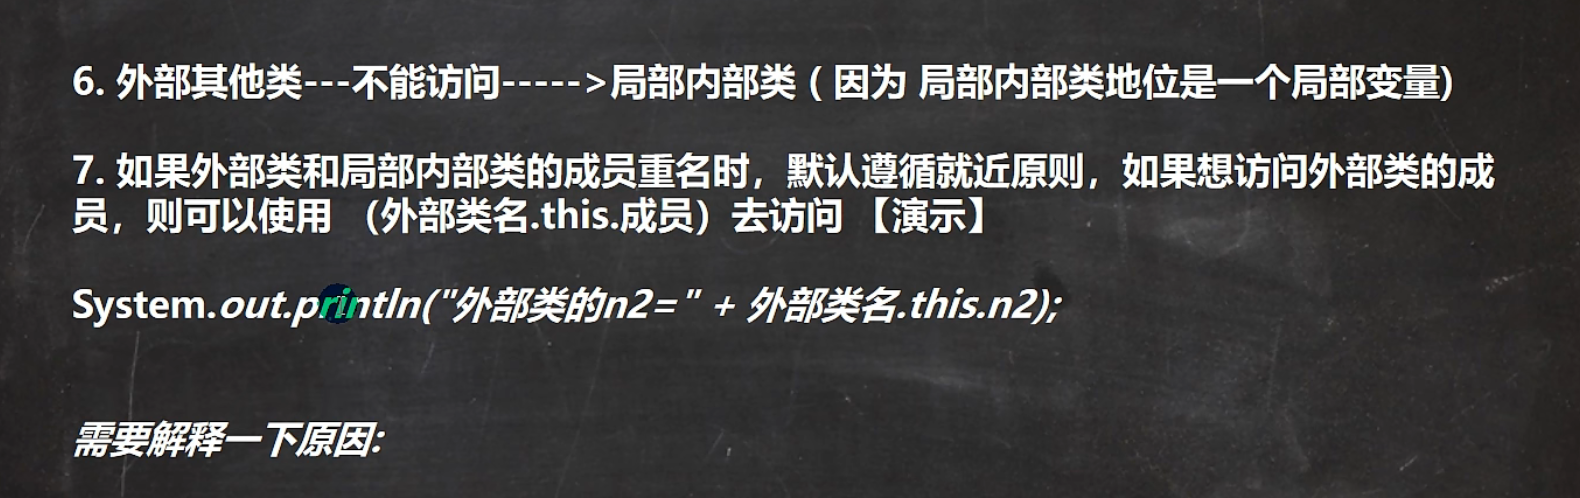 6. 外部其他类---不能访问----->局部内部类 ( 因为 局部内部类地位是一个局部变量)
7. 如果外部类和局部内部类的成员重名时，默认遵循就近原则，如果想访问外部类的成
员，则可以使用 （外部类名.this.成员）去访问 【演示】
System.out.println("外部类的n2=" + 外部类名.this.n2);
需要解释一下原因: